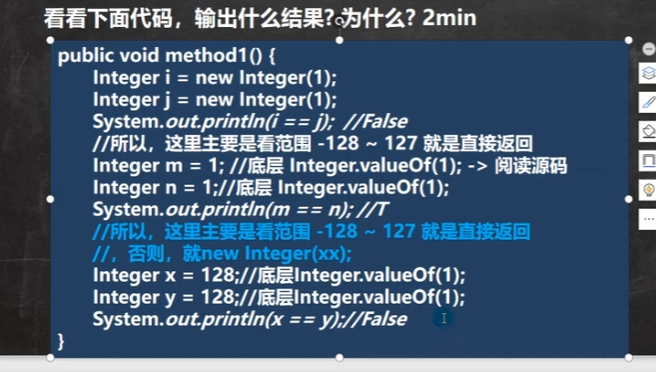 看看下面代码，输出什么结果? 为什么? 2min
public void method1() {
Integer i = new Integer(1);
Integer j = new Integer(1);
System.out.println(i == j); //False
//所以，这里主要是看范围 -128 ~ 127 就是直接返回
Integer m = 1; //底层 Integer.valueOf(1); -> 阅读源码
Integer n = 1;//底层 Integer.valueOf(1);
System.out.println(m == n); //T
//所以，这里主要是看范围 -128 ~ 127 就是直接返回
//，否则，就new Integer(xx);
Integer x = 128;//底层Integer.valueOf(1);
Integer y = 128;//底层Integer.valueOf(1);
System.out.println(x == y);//False
}